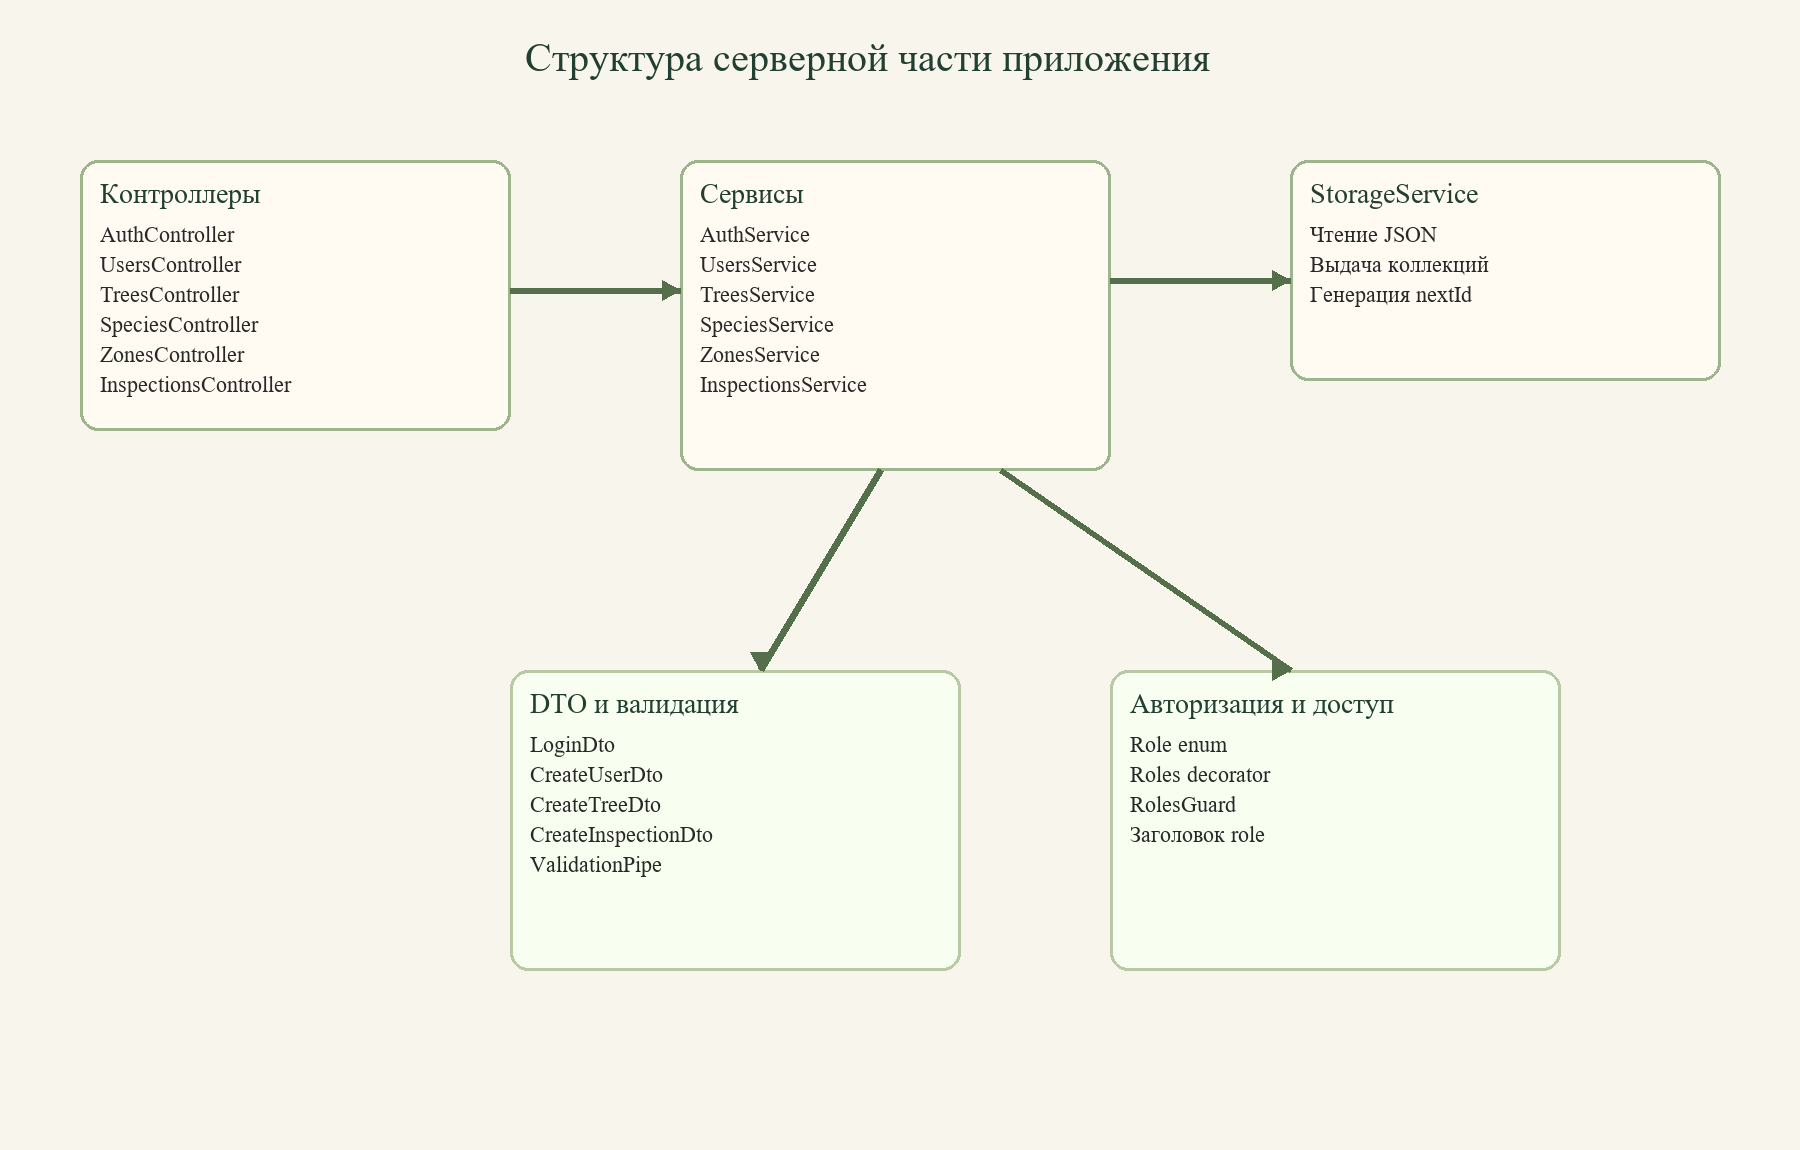 Структура серверной части приложения
Контроллеры
AuthController
UsersController
TreesController
SpeciesController
ZonesController
InspectionsController
Сервисы
AuthService
UsersService
TreesService
SpeciesService
ZonesService
InspectionsService
StorageService
Чтение JSON
Выдача коллекций
Генерация nextId
DTO и валидация
LoginDto
CreateUserDto
CreateTreeDto
CreateInspectionDto
ValidationPipe
Авторизация и доступ
Role enum
Roles decorator
RolesGuard
Заголовок role